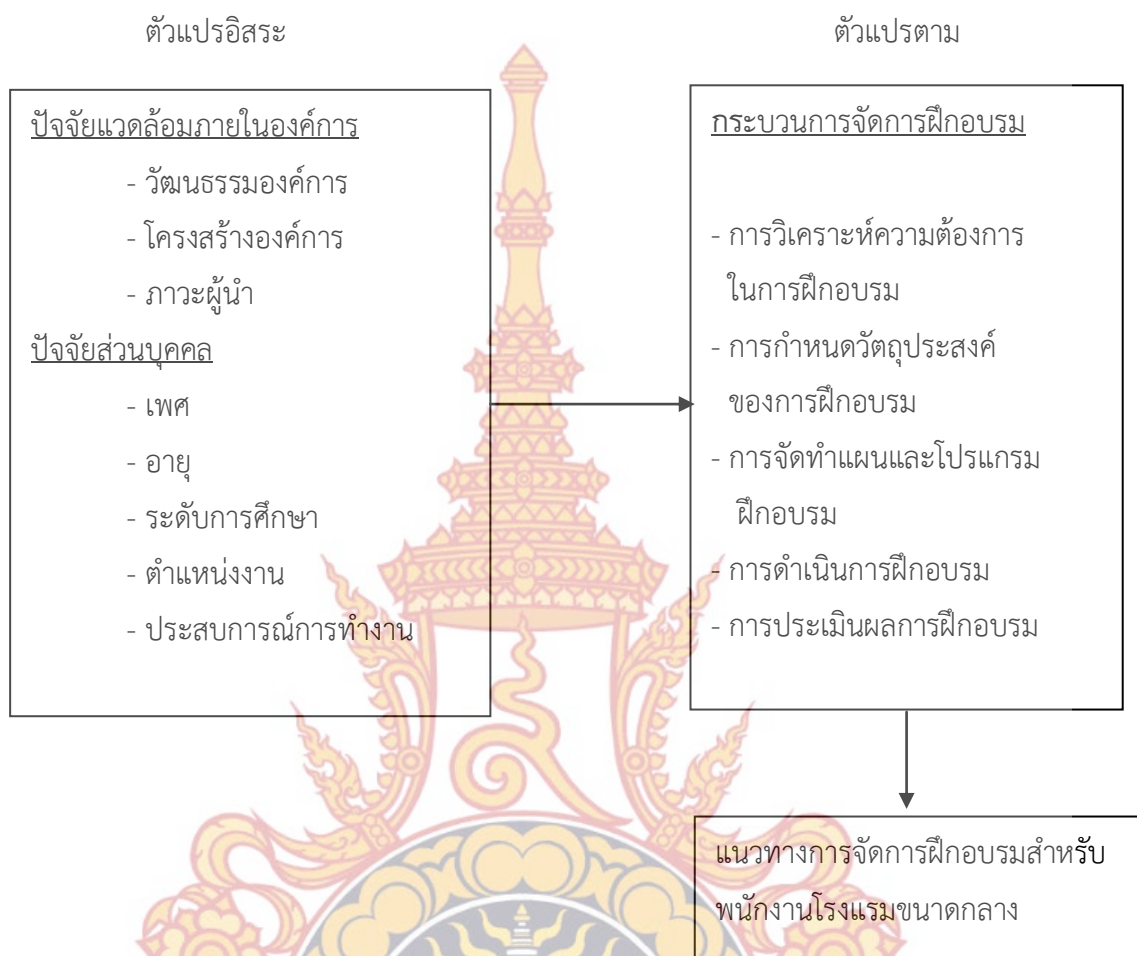 ตัวแปรอิสระ
ปัจจัยแวดล้อมภายในองค์การ
- วัฒนธรรมองค์การ
- โครงสร้างองค์การ
- ภาวะผู้นำ
ปัจจัยส่วนบุคคล
- เพศ
- อายุ
- ระดับการศึกษา
- ตำแหน่งงาน
- ประสบการณ์การทำงาน
ตัวแปรตาม
กระบวนการจัดการฝึกอบรม
- การวิเคราะห์ความต้องการ
ในการฝึกอบรม
- การกำหนดวัตถุประสงค์
ของการฝึกอบรม
- การจัดทำแผนและโปรแกรม
ฝึกอบรม
- การดำเนินการฝึกอบรม
- การประเมินผลการฝึกอบรม
แนวทางการจัดการฝึกอบรมสำหรับ
พนักงานโรงแรมขนาดกลาง